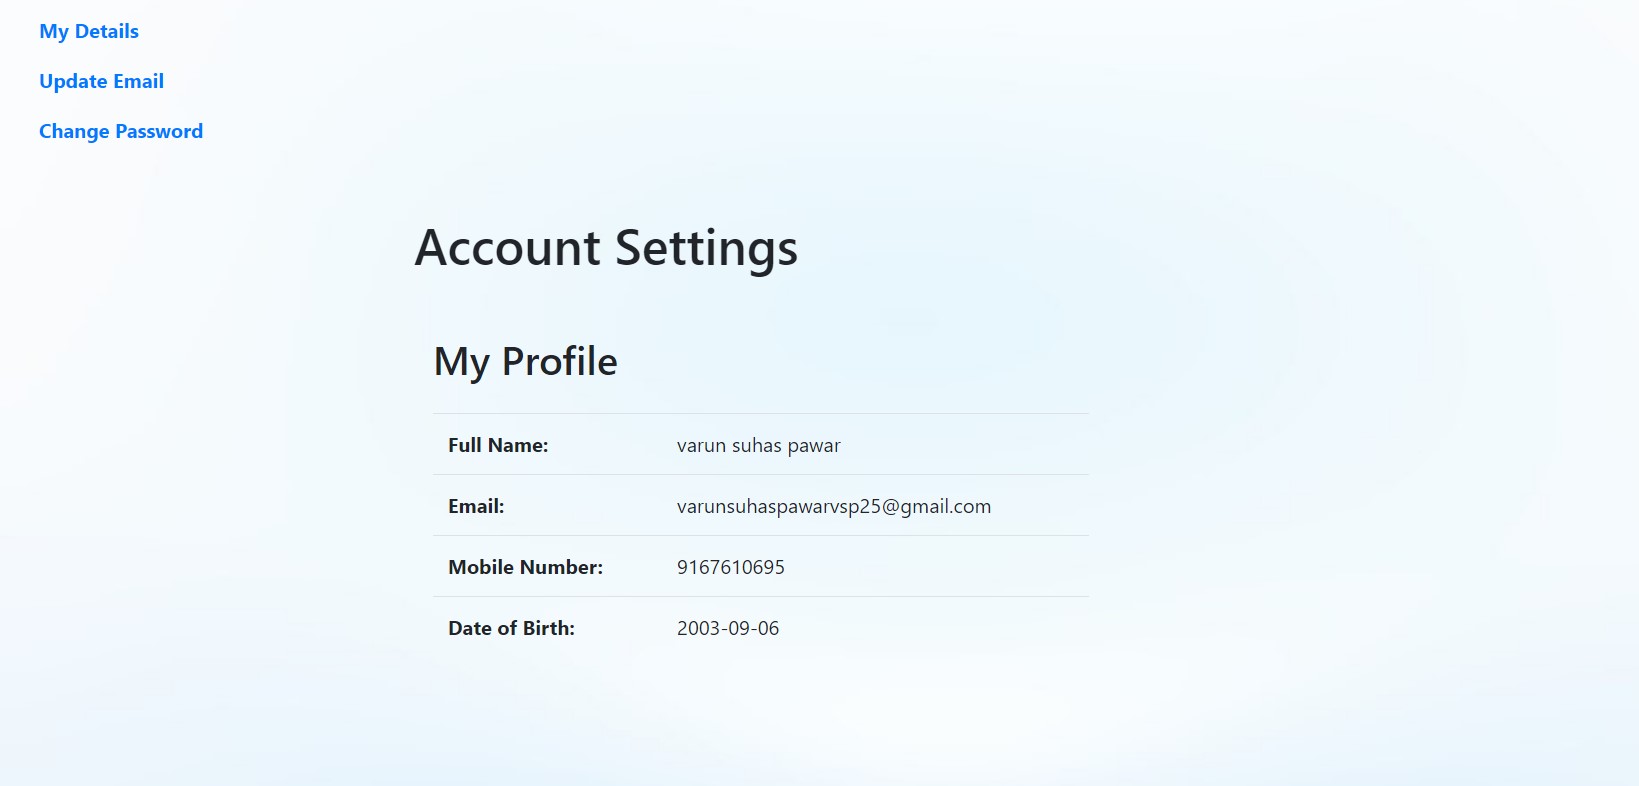 My Details
Update Email
Change Password
Account Settings
My Profile
Full Name: varun suhas pawar
Email: varunsuhaspawarvsp25@gmail.com
Mobile Number: 9167610695
Date of Birth: 2003-09-06